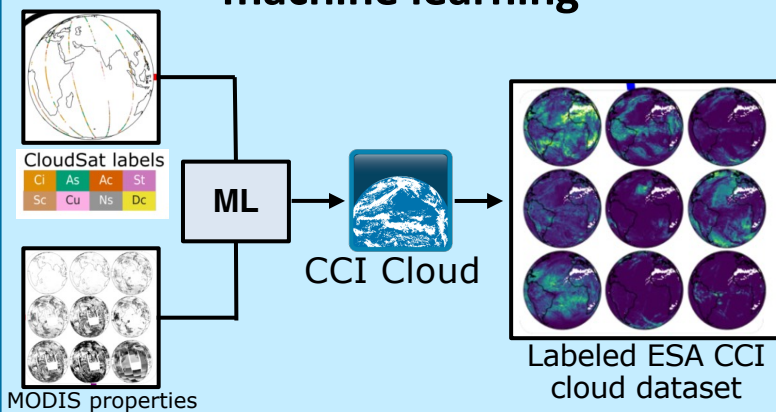 machine learning
CloudSat labels
Ci As Ac St
Sc Cu Ns Dc
ML
CCI Cloud
MODIS properties
Labeled ESA CCI
cloud dataset